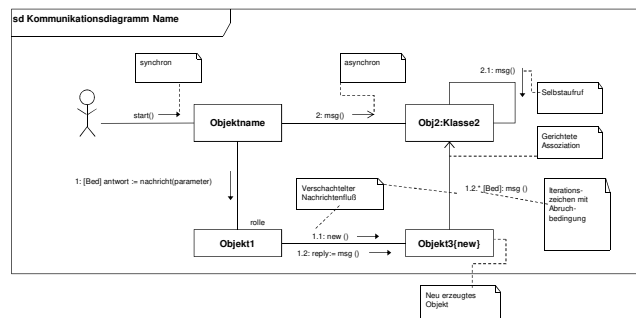 sd Kommunikationsdiagramm Name
synchron
asynchron
2.1: msg()
Selbstaufruf
start()
Objektname
2: msg()
Obj2:Klasse2
Gerichtete
Assoziation
1: [Bed] antwort := nachricht(parameter)
Verschachtelter
Nachrichtenfluß
1.2.*.[Bed]: msg ()
Iterations
zeichen mit
Abruch-
bedingung
rolle
Objekt1
1.1: new ()
1.2: reply:= msg ()
Objekt3{new}
Neu erzeugtes
Objekt